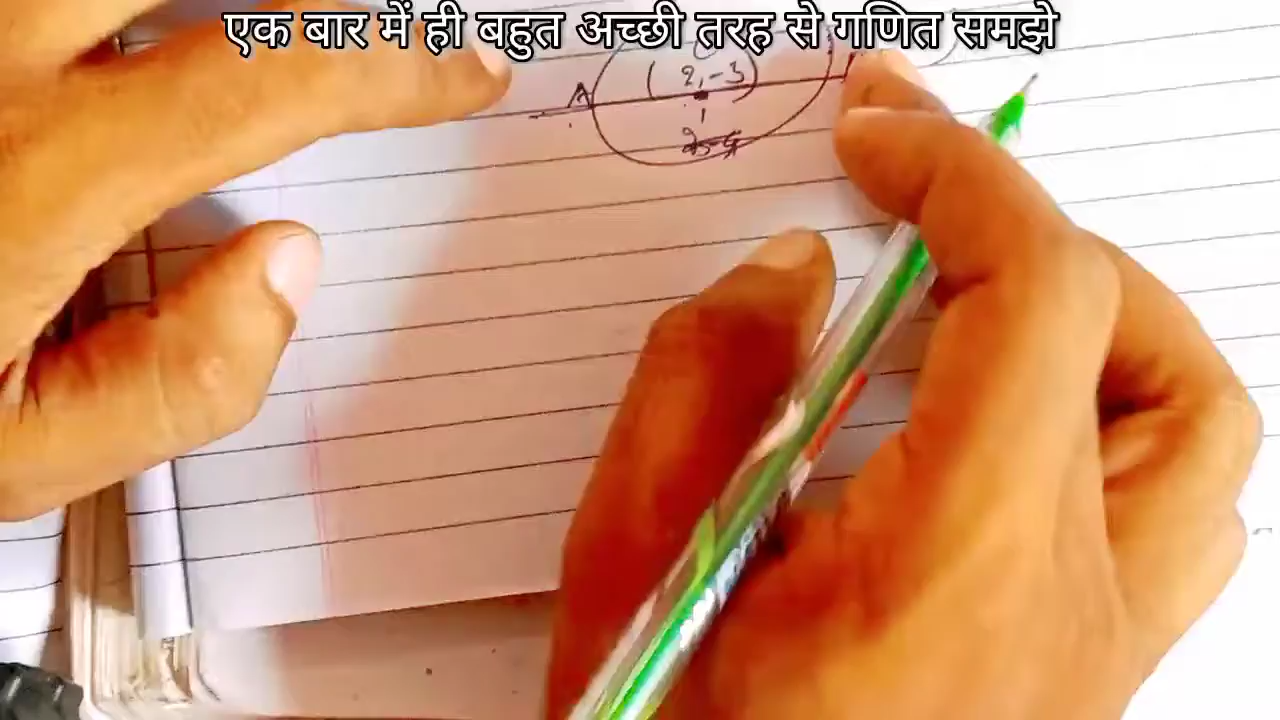 एक बार में ही बहुत अच्छी तरह से गणित समझे
(2,-3)
A